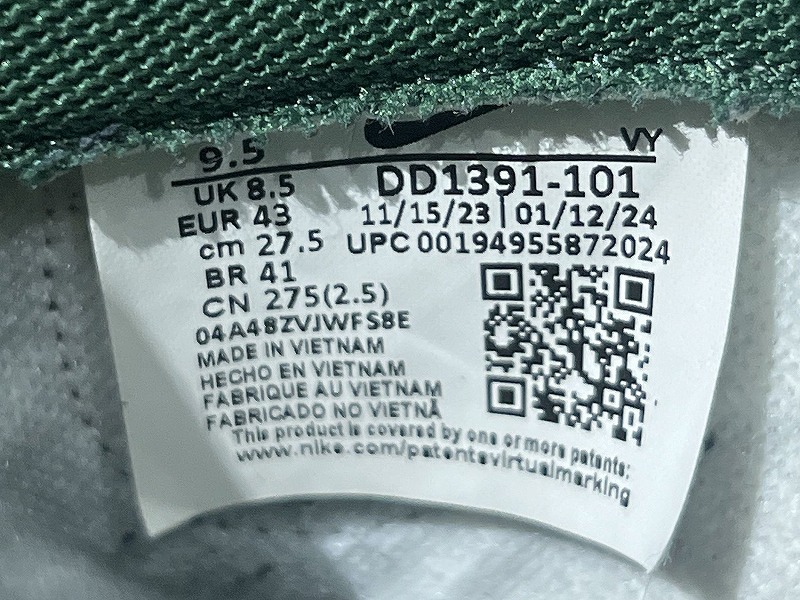 VY
9.5
UK 8.5
EUR 43
cm 27.5
BR 41
CN 275(2.5)
DD1391-101
11/15/23 | 01/12/24
UPC 00194955872024
04A48ZVJWFS8E
MADE IN VIETNAM
HECHO EN VIETNAM
FABRIQUE AU VIETNAM
FABRICADO NO VIETNÃ
This product is covered by one or more patents:
www.nike.com/patentsvirtualmarking